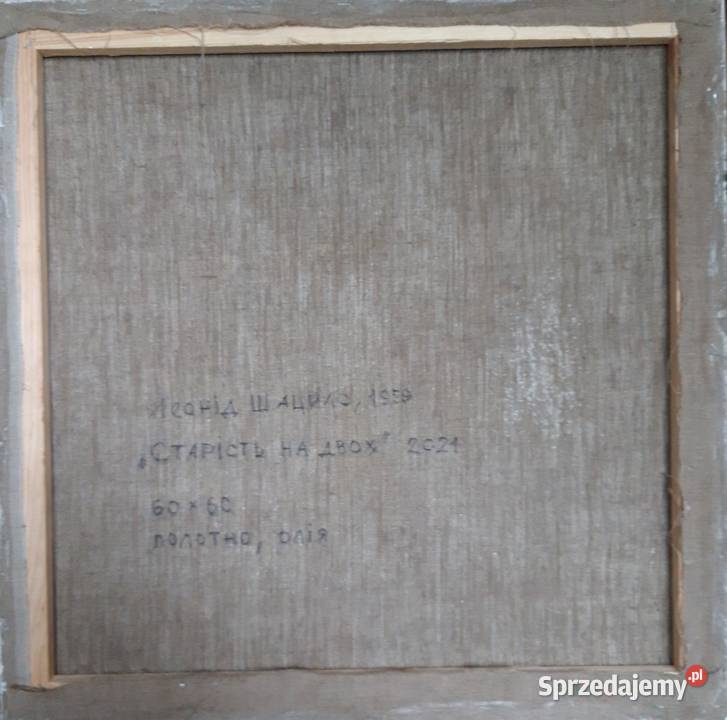 Леонід Шацило, 1959
„Старість на двох" 2021
60×60
полотно, олія
Sprzedajemy.pl